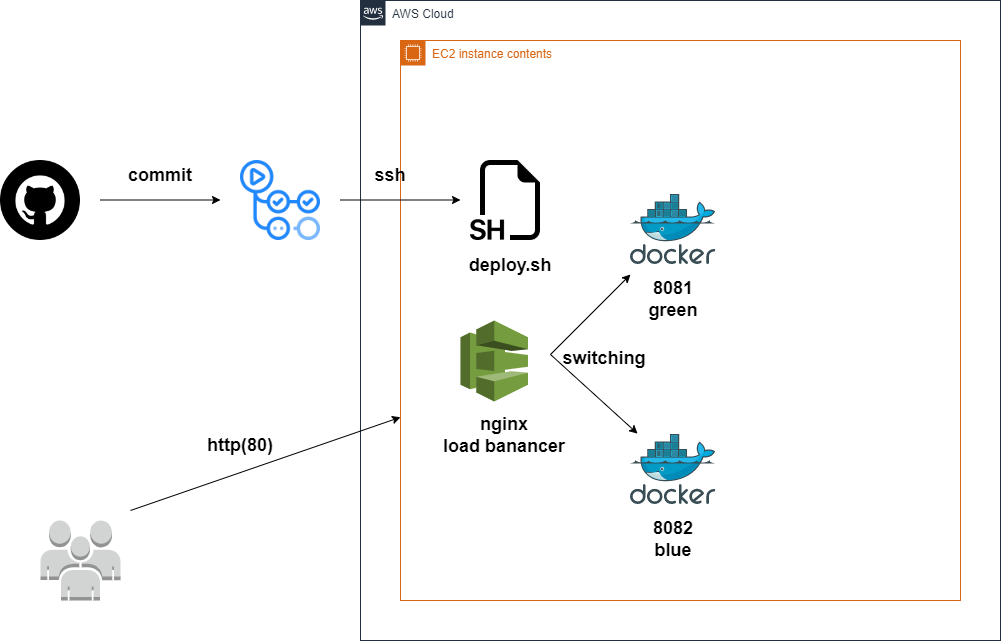 aws
AWS Cloud
EC2 instance contents
commit
ssh
SH
deploy.sh
docker
8081
green
switching
nginx
load banancer
http(80)
docker
8082
blue